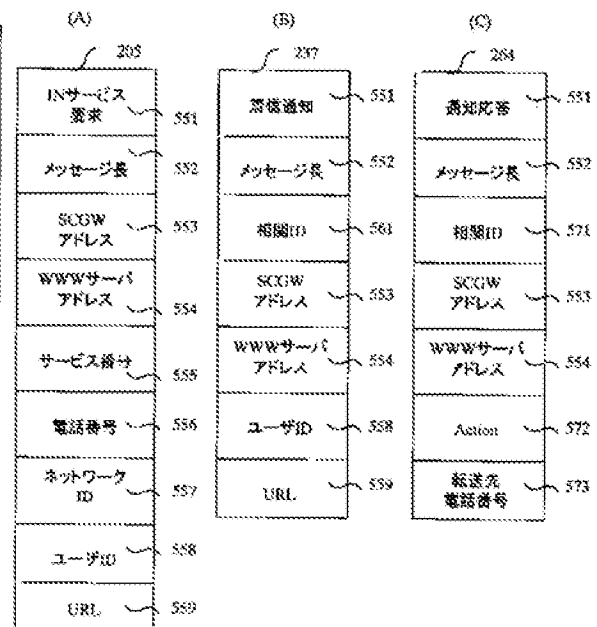 (A)
205
INサービス
要求
551
メッセージ長
552
SCGW
アドレス
553
WWWサーバ
アドレス
554
サービス番号
555
電話番号
556
ネットワーク
ID
557
ユーザID
558
URL
559
(B)
237
着信通知
551
メッセージ長
552
相関ID
561
SCGW
アドレス
553
WWWサーバ
アドレス
554
ユーザID
558
URL
559
(C)
264
通知応答
551
メッセージ長
552
相関ID
571
SCGW
アドレス
553
WWWサーバ
アドレス
554
Action
572
転送先
電話番号
573